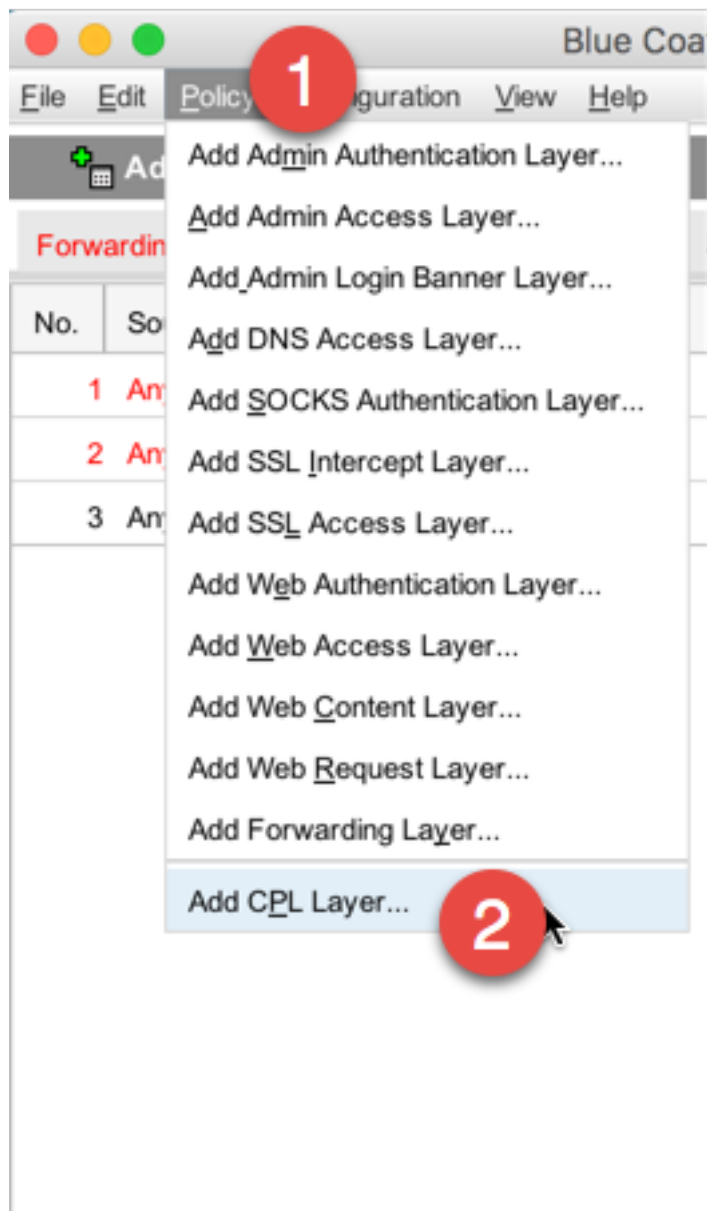 Blue Coa
1
File Edit Policy guration View Help
Ad
Forwardin
No. So
1 An
2 An
3 An
Add Admin Authentication Layer...
Add Admin Access Layer...
Add Admin Login Banner Layer...
Add DNS Access Layer...
Add SOCKS Authentication Layer...
Add SSL Intercept Layer...
Add SSL Access Layer...
Add Web Authentication Layer...
Add Web Access Layer...
Add Web Content Layer...
Add Web Request Layer...
Add Forwarding Layer...
Add CPL Layer...
2